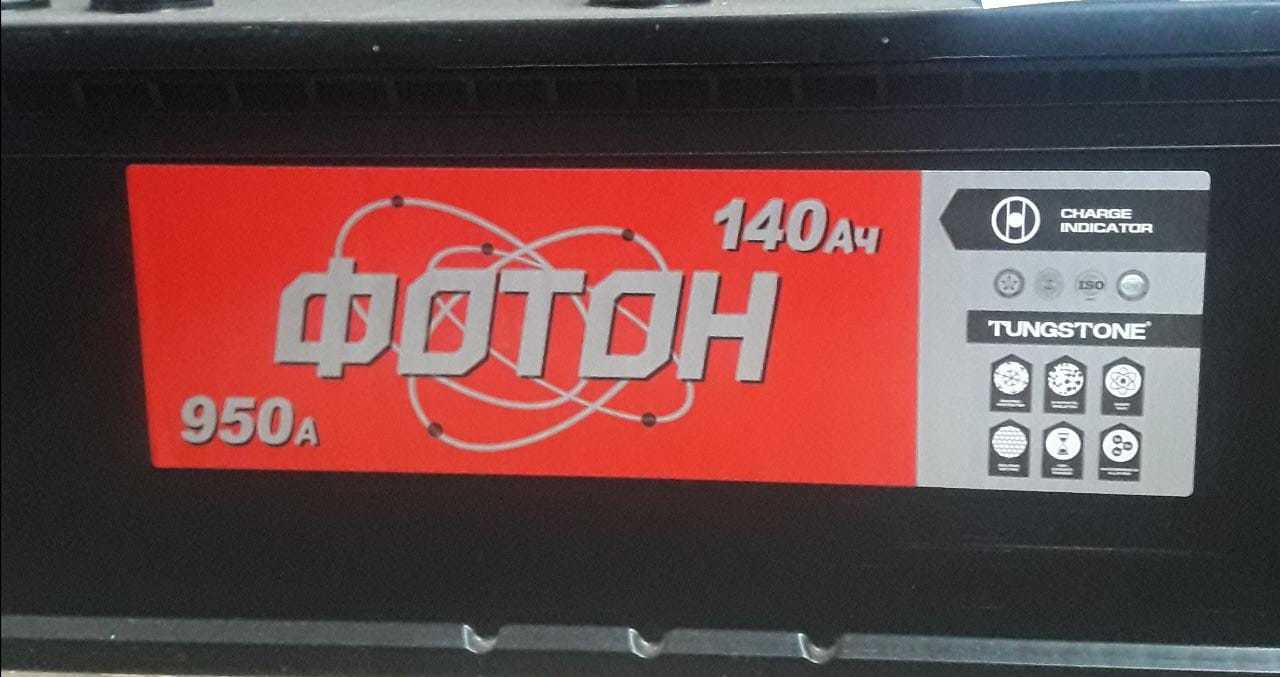 140Ач
ФОТОН
950А
CHARGE
INDICATOR
ISO
TUNGSTONE®